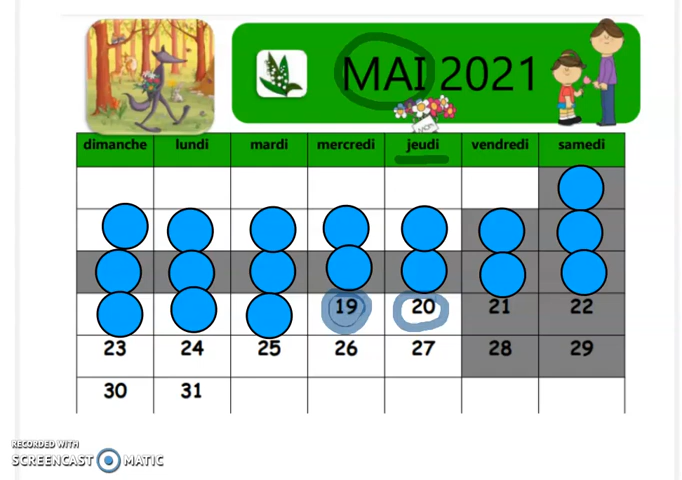 MAI 2021
dimanche lundi mardi mercredi jeudi vendredi samedi
19 20 21 22
23 24 25 26 27 28 29
30 31
RECORDED WITH
SCREENCAST MATIC